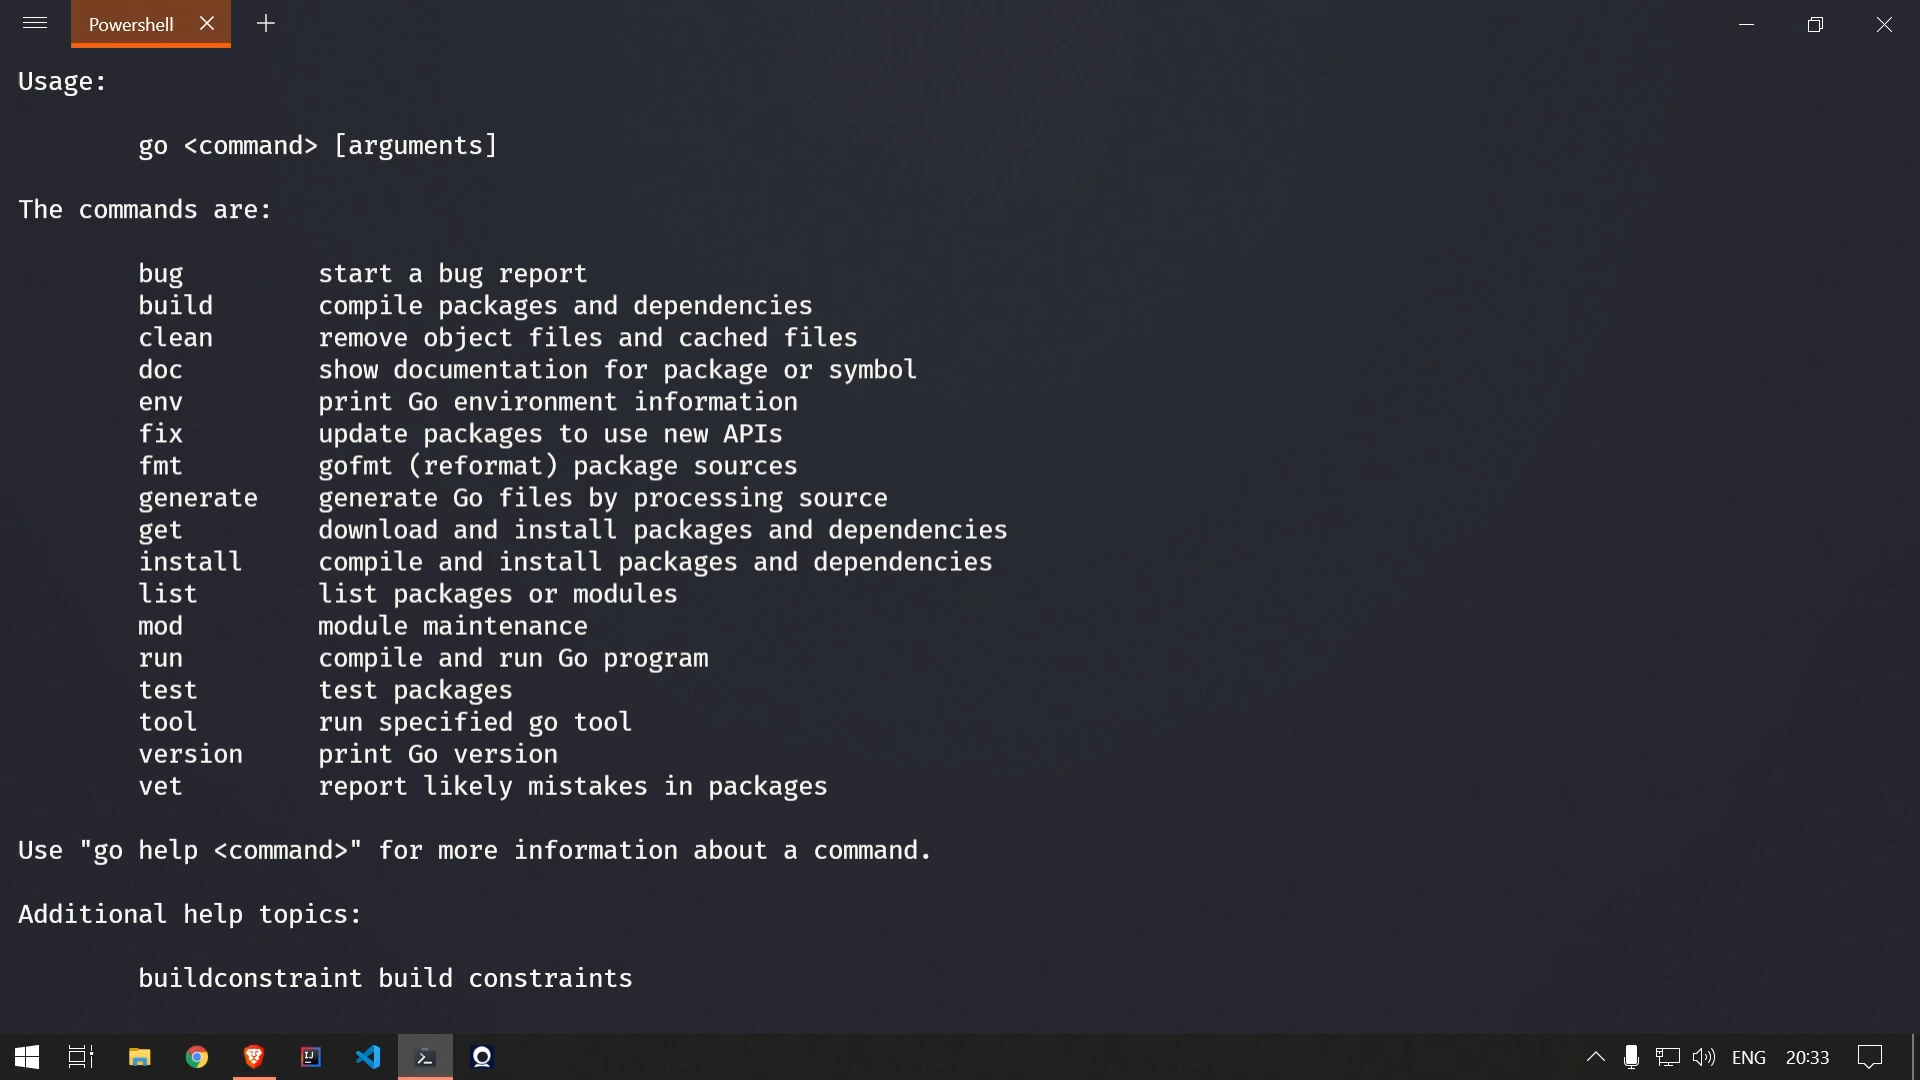 Powershell
Usage:
go <command> [arguments]
The commands are:
bug start a bug report
build compile packages and dependencies
clean remove object files and cached files
doc show documentation for package or symbol
env print Go environment information
fix update packages to use new APIs
fmt gofmt (reformat) package sources
generate generate Go files by processing source
get download and install packages and dependencies
install compile and install packages and dependencies
list list packages or modules
mod module maintenance
run compile and run Go program
test test packages
tool run specified go tool
version print Go version
vet report likely mistakes in packages
Use "go help <command>" for more information about a command.
Additional help topics:
buildconstraint build constraints
ENG 20:33